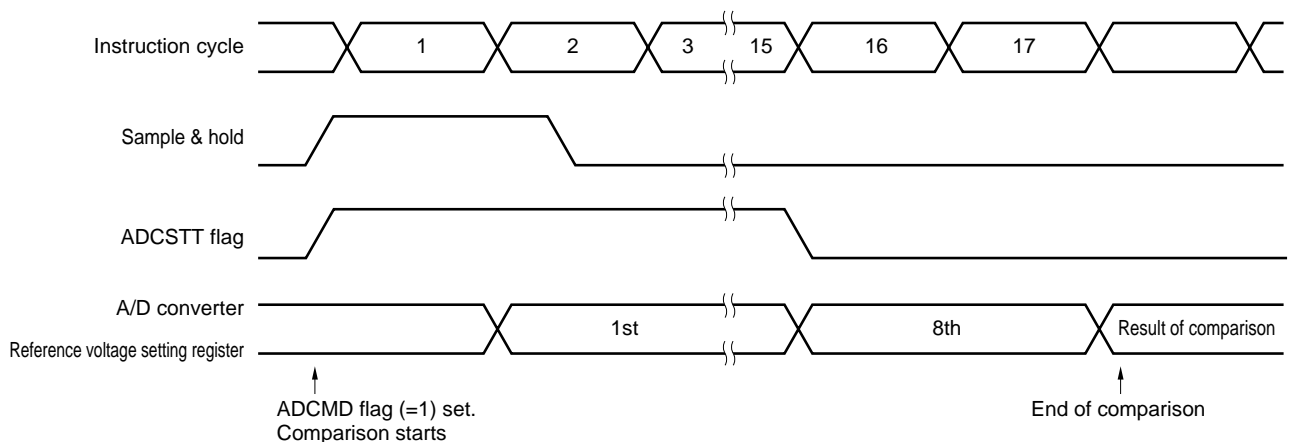 Instruction cycle
1 2 3 15 16 17
Sample & hold
ADCSTT flag
A/D converter
1st 8th Result of comparison
Reference voltage setting register
ADCMD flag (=1) set.
Comparison starts
End of comparison